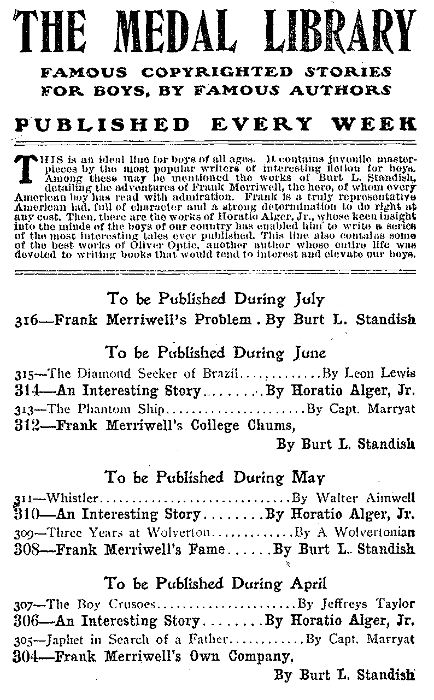 THE MEDAL LIBRARY
FAMOUS COPYRIGHTED STORIES
FOR BOYS, BY FAMOUS AUTHORS
PUBLISHED EVERY WEEK
THIS is an ideal line for boys of all ages. It contains juvenile master-
pieces by the most popular writers of interesting fiction for boys.
Among these may be mentioned the works of Burt L. Standish,
detailing the adventures of Frank Merriwell, the hero, of whom every
American boy has read with admiration. Frank is a truly representative
American lad, full of character and a strong determination to do right at
any cost. Then, there are the works of Horatio Alger, Jr., whose keen insight
into the minds of the boys of our country has enabled him to write a series
of the most interesting tales ever published. This line also contains some
of the best works of Oliver Optic, another author whose entire life was
devoted to writing books that would tend to interest and elevate our boys.
To be Published During July
316—Frank Merriwell's Problem . By Burt L. Standish
To be Published During June
315—The Diamond Seeker of Brazil............By Leon Lewis
314—An Interesting Story........By Horatio Alger, Jr.
313—The Phantom Ship......................By Capt. Marryat
312—Frank Merriwell's College Chums,
By Burt L. Standish
To be Published During May
311—Whistler..............................By Walter Aimwell
310—An Interesting Story........By Horatio Alger, Jr.
309—Three Years at Wolverton............By A Wolvertonian
308—Frank Merriwell's Fame......By Burt L. Standish
To be Published During April
307—The Boy Crusoes......................By Jeffreys Taylor
306—An Interesting Story........By Horatio Alger, Jr.
305—Japhet in Search of a Father...........By Capt. Marryat
304—Frank Merriwell's Own Company,
By Burt L. Standish